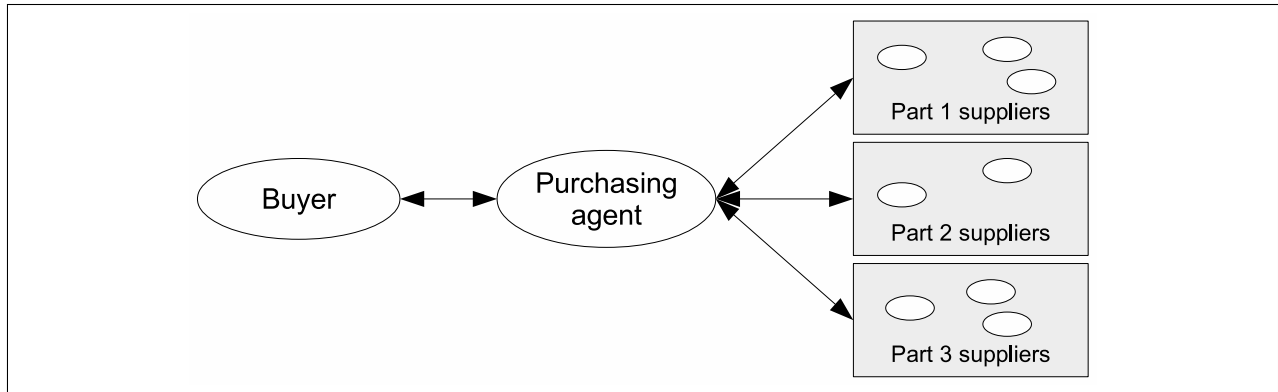 Buyer
Purchasing
agent
Part 1 suppliers
Part 2 suppliers
Part 3 suppliers